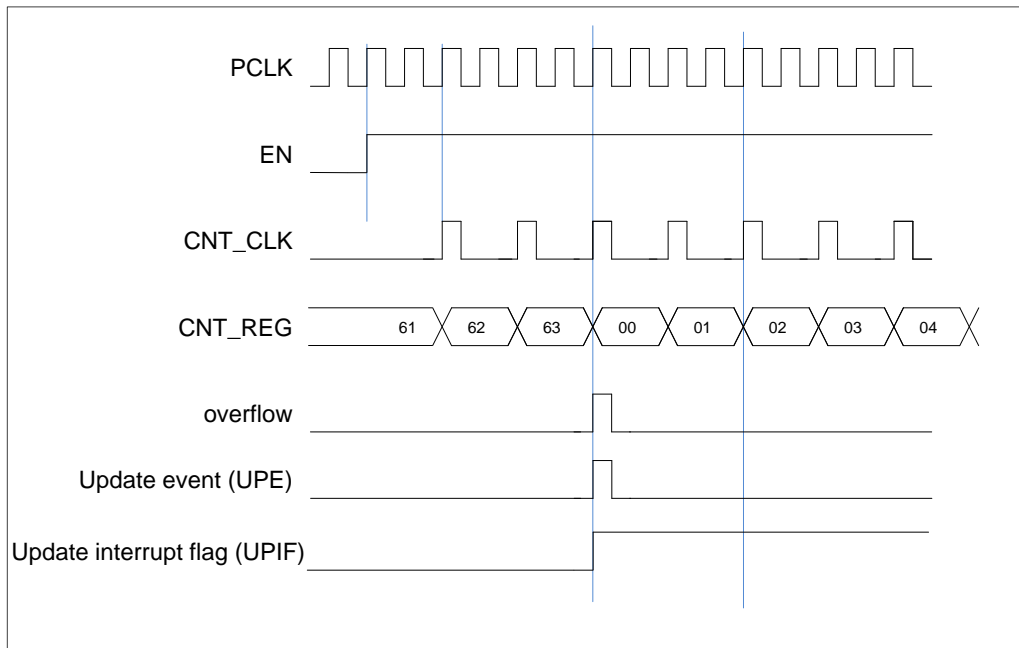 PCLK
EN
CNT_CLK
CNT_REG
61 62 63 00 01 02 03 04
overflow
Update event (UPE)
Update interrupt flag (UPIF)